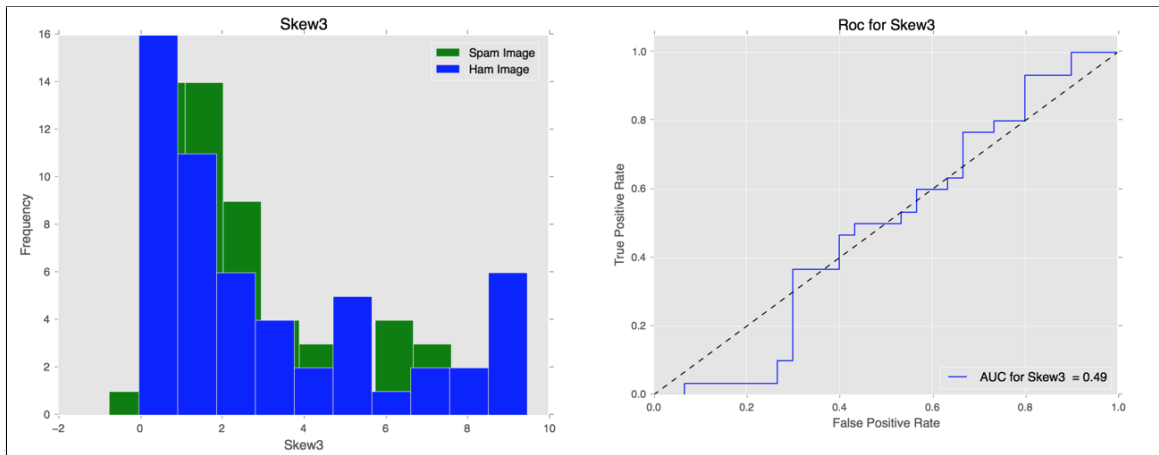 Skew3
16
14
12
10
8
6
4
2
0
Frequency
Spam Image
Ham Image
−2 0 2 4 6 8 10
Skew3
Roc for Skew3
1.0
0.8
0.6
0.4
0.2
0.0
True Positive Rate
AUC for Skew3 = 0.49
0.0 0.2 0.4 0.6 0.8 1.0
False Positive Rate